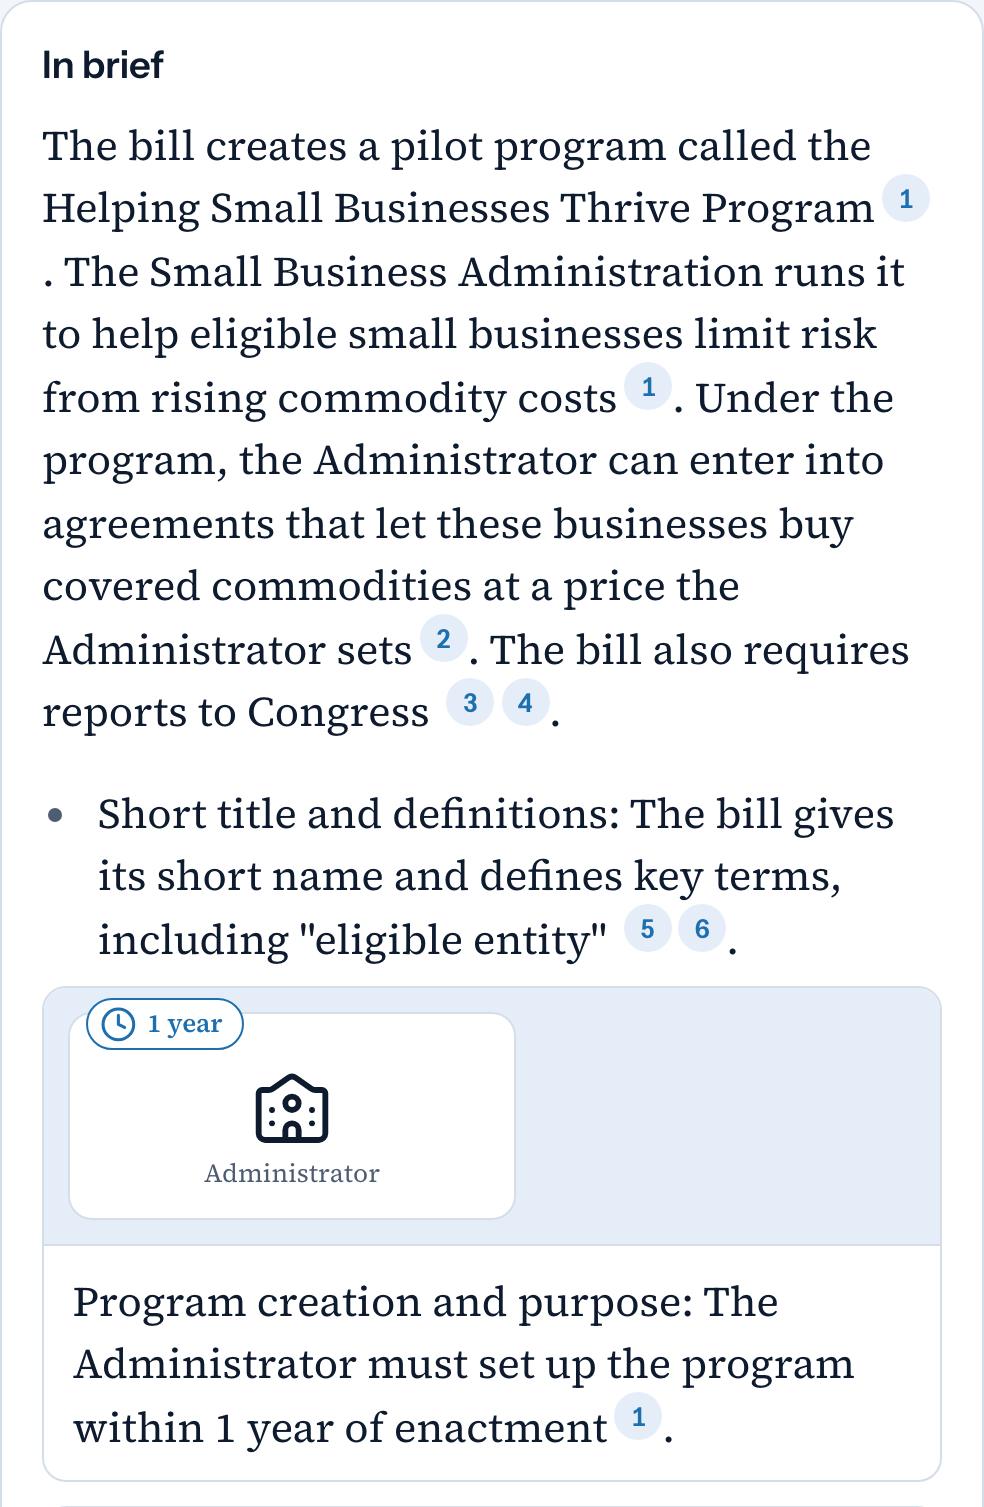 In brief
The bill creates a pilot program called the
Helping Small Businesses Thrive Program 1
. The Small Business Administration runs it
to help eligible small businesses limit risk
from rising commodity costs 1. Under the
program, the Administrator can enter into
agreements that let these businesses buy
covered commodities at a price the
Administrator sets 2. The bill also requires
reports to Congress 3 4.
• Short title and definitions: The bill gives
its short name and defines key terms,
including "eligible entity" 5 6.
1 year
Administrator
Program creation and purpose: The
Administrator must set up the program
within 1 year of enactment 1.